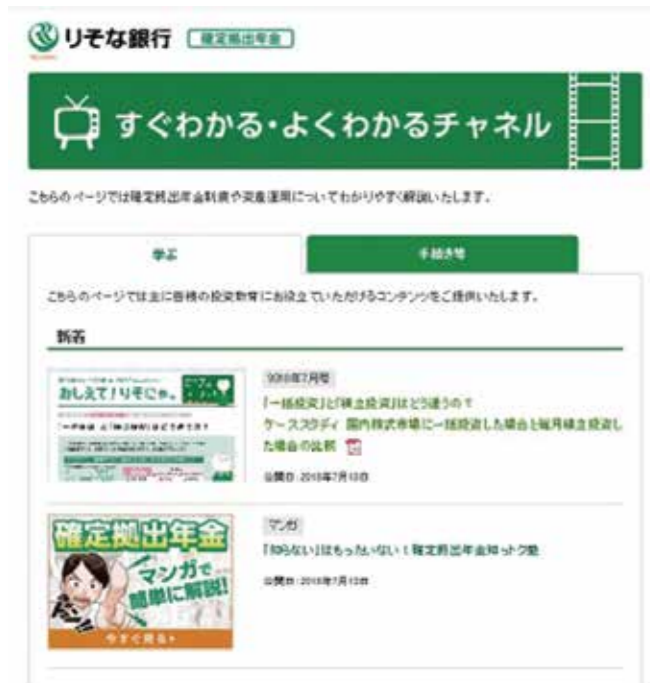 りそな銀行 確定拠出年金
すぐわかる・よくわかるチャネル
こちらのページでは確定拠出年金制度や資産運用についてわかりやすく解説いたします。
学ぶ
手続き等
こちらのページでは主に皆様の投資教育にお役立ていただけるコンテンツをご提供いたします。
新着
おしえて!りそにゃ。
2018年7月号
「一括投資」と「積立投資」はどう違うの?
ケーススタディ 国内株式市場に一括投資した場合と毎月積立投資し
た場合の比較
公開日:2018年7月10日
確定拠出年金
マンガで
簡単に解説!
ドン!!
今すぐ見る
マンガ
「知らない」はもったいない!確定拠出年金知っトク塾
公開日:2018年7月10日